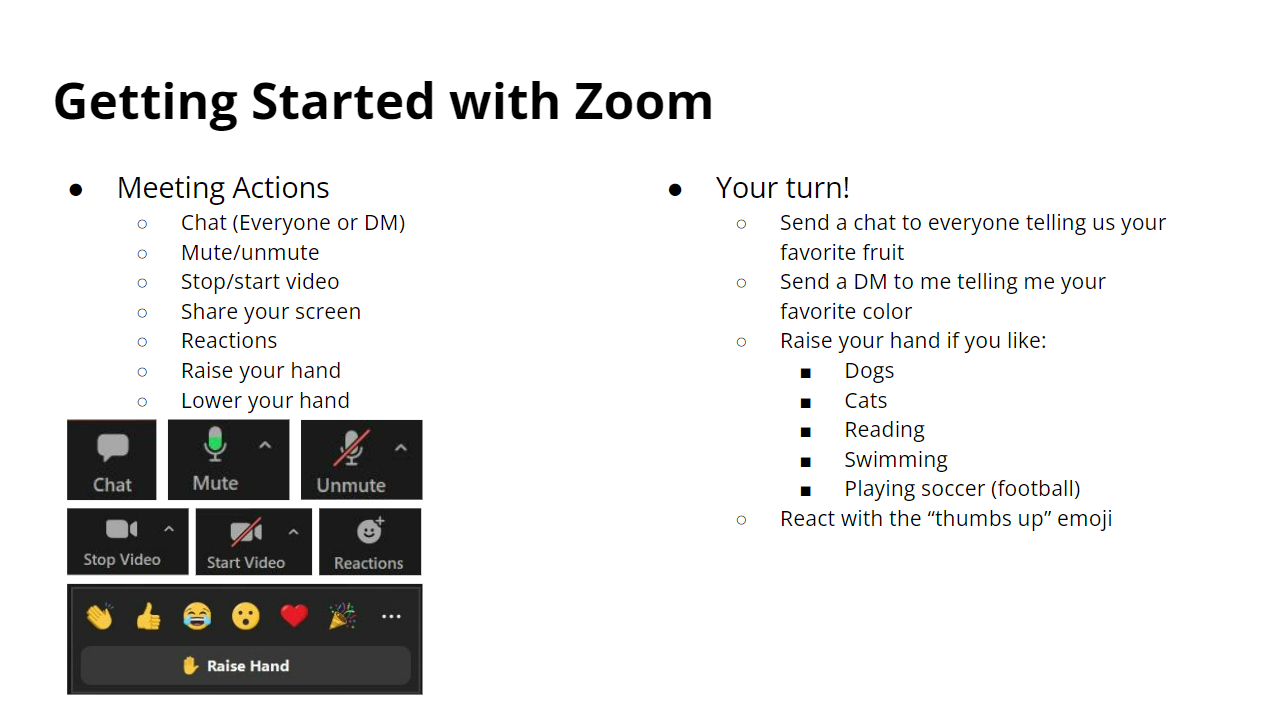 Getting Started with Zoom
● Meeting Actions
○ Chat (Everyone or DM)
○ Mute/unmute
○ Stop/start video
○ Share your screen
○ Reactions
○ Raise your hand
○ Lower your hand
Chat
Mute
Unmute
Stop Video
Start Video
Reactions
Raise Hand
● Your turn!
○ Send a chat to everyone telling us your
favorite fruit
○ Send a DM to me telling me your
favorite color
○ Raise your hand if you like:
■ Dogs
■ Cats
■ Reading
■ Swimming
■ Playing soccer (football)
○ React with the “thumbs up” emoji